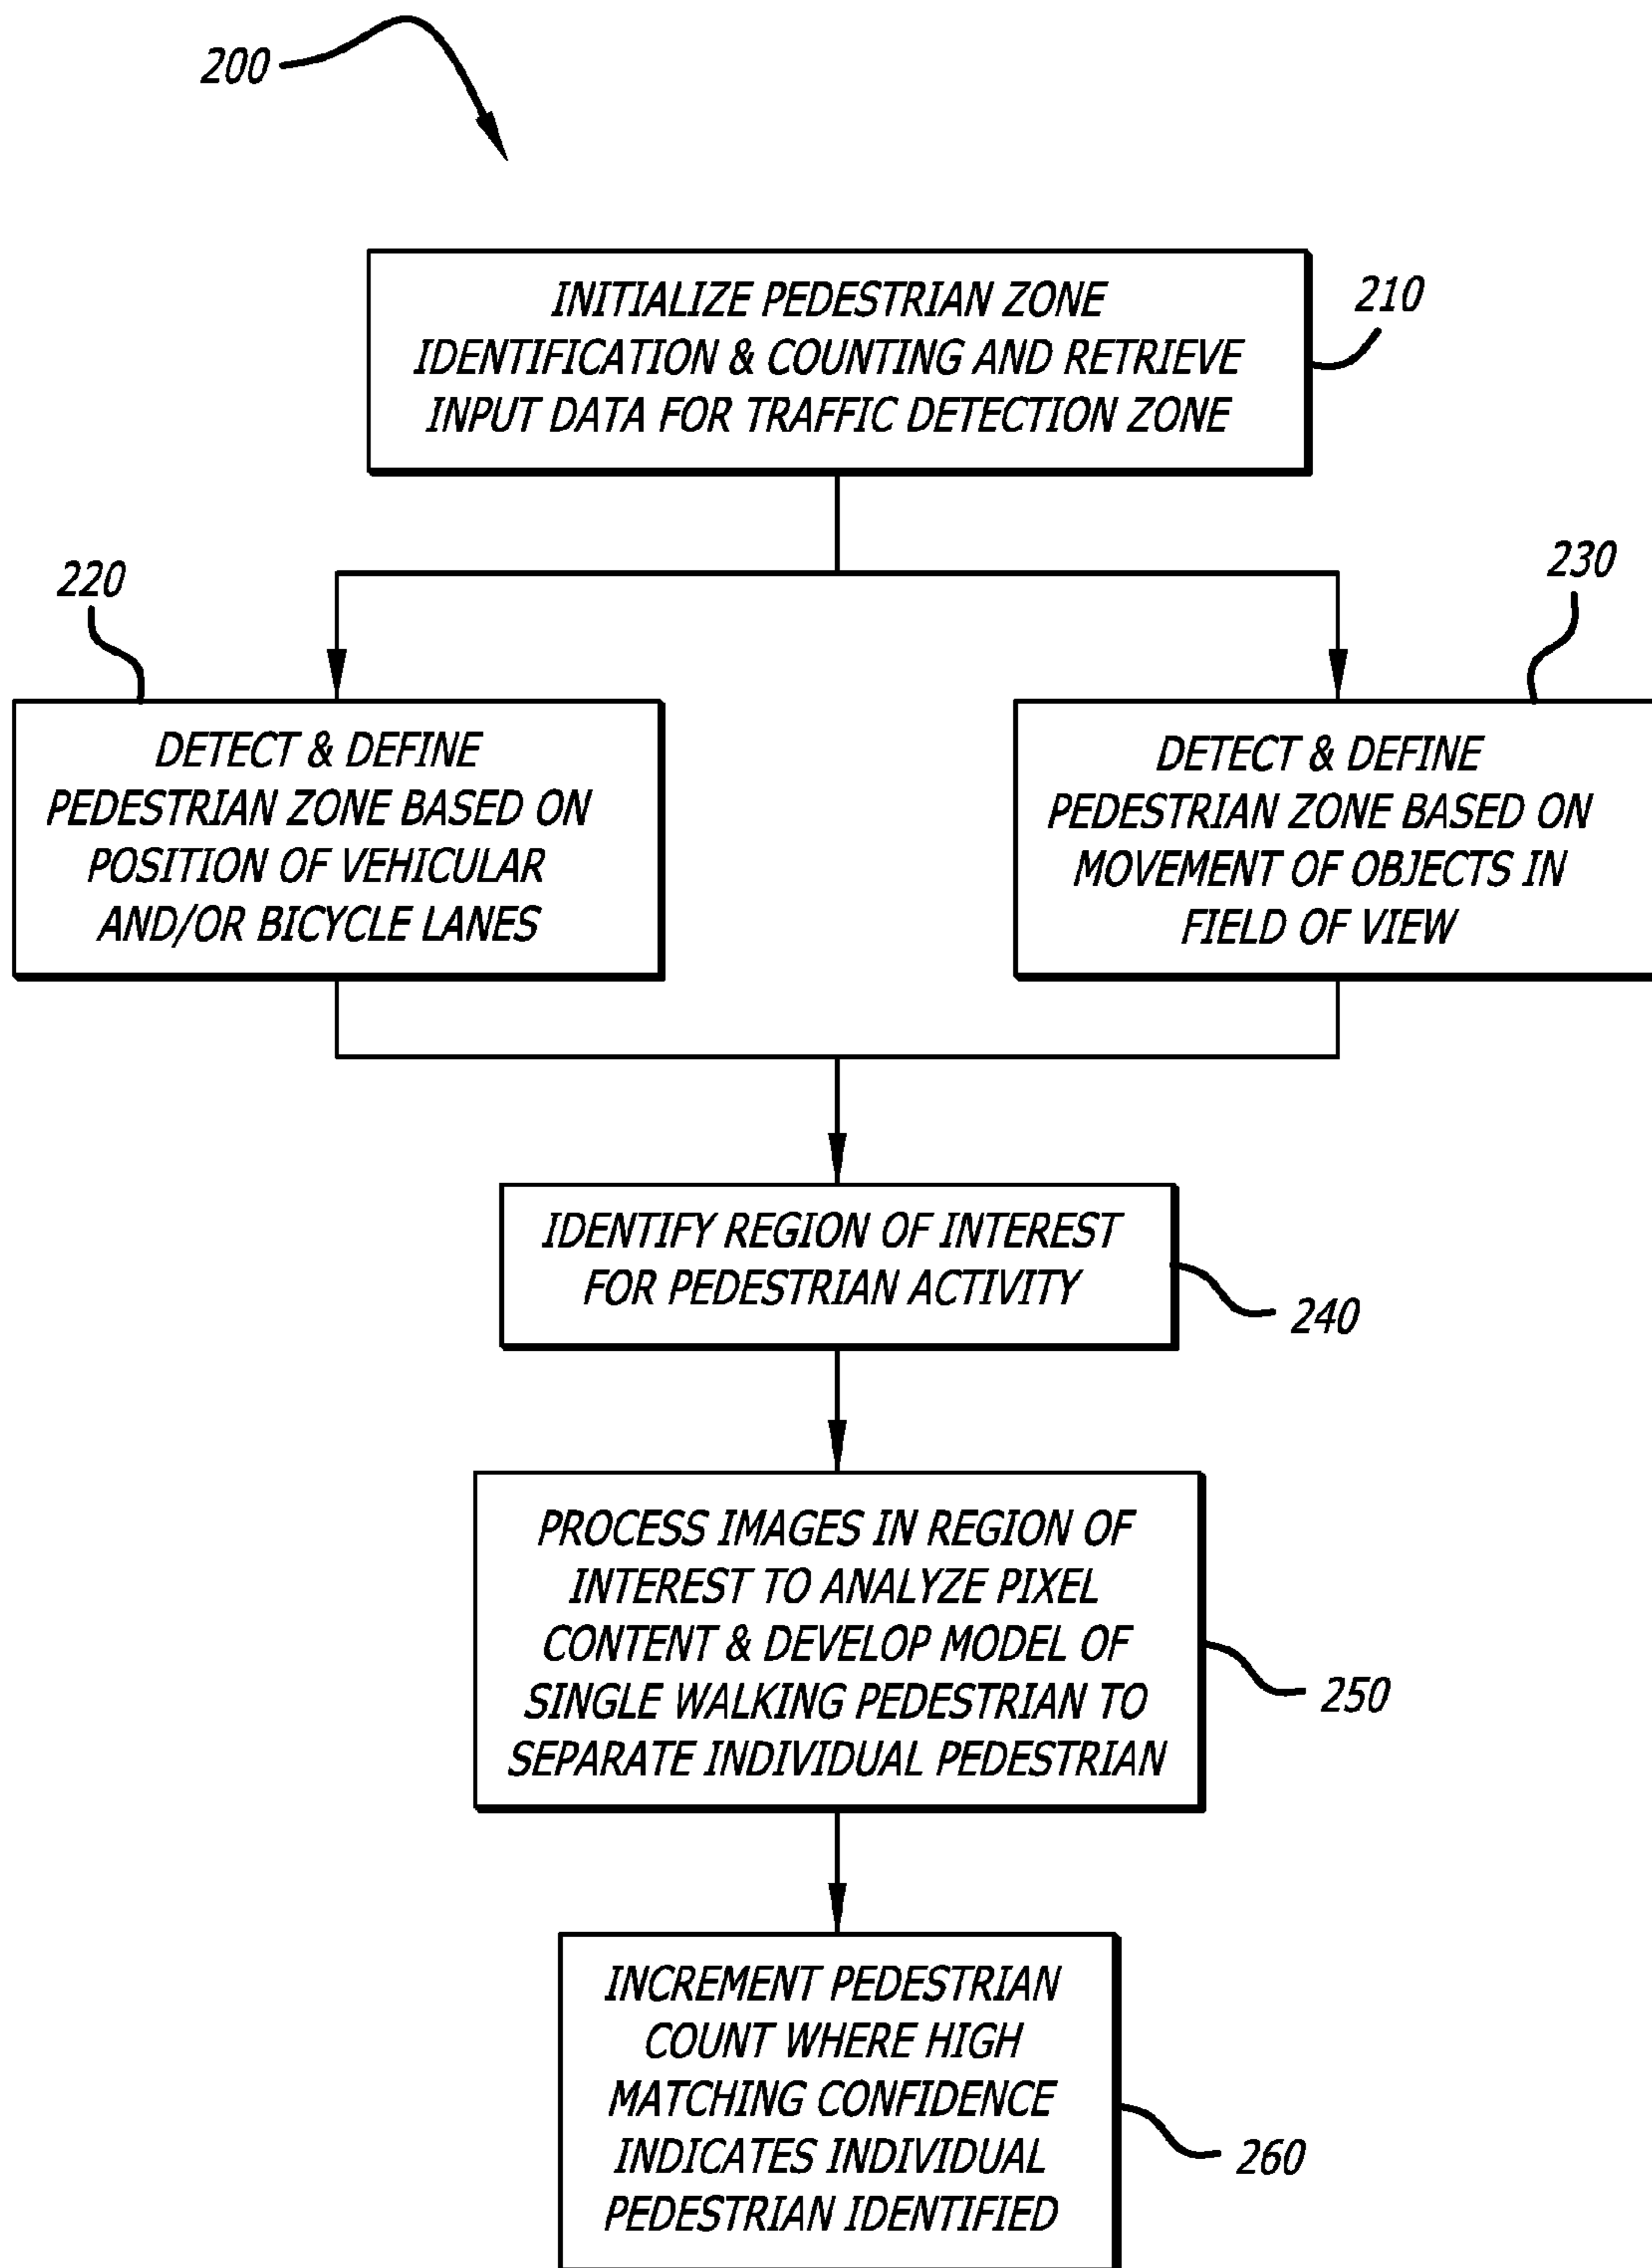 200
INITIALIZE PEDESTRIAN ZONE
IDENTIFICATION & COUNTING AND RETRIEVE
INPUT DATA FOR TRAFFIC DETECTION ZONE
210
220
DETECT & DEFINE
PEDESTRIAN ZONE BASED ON
POSITION OF VEHICULAR
AND/OR BICYCLE LANES
230
DETECT & DEFINE
PEDESTRIAN ZONE BASED ON
MOVEMENT OF OBJECTS IN
FIELD OF VIEW
IDENTIFY REGION OF INTEREST
FOR PEDESTRIAN ACTIVITY
240
PROCESS IMAGES IN REGION OF
INTEREST TO ANALYZE PIXEL
CONTENT & DEVELOP MODEL OF
SINGLE WALKING PEDESTRIAN TO
SEPARATE INDIVIDUAL PEDESTRIAN
250
INCREMENT PEDESTRIAN
COUNT WHERE HIGH
MATCHING CONFIDENCE
INDICATES INDIVIDUAL
PEDESTRIAN IDENTIFIED
260